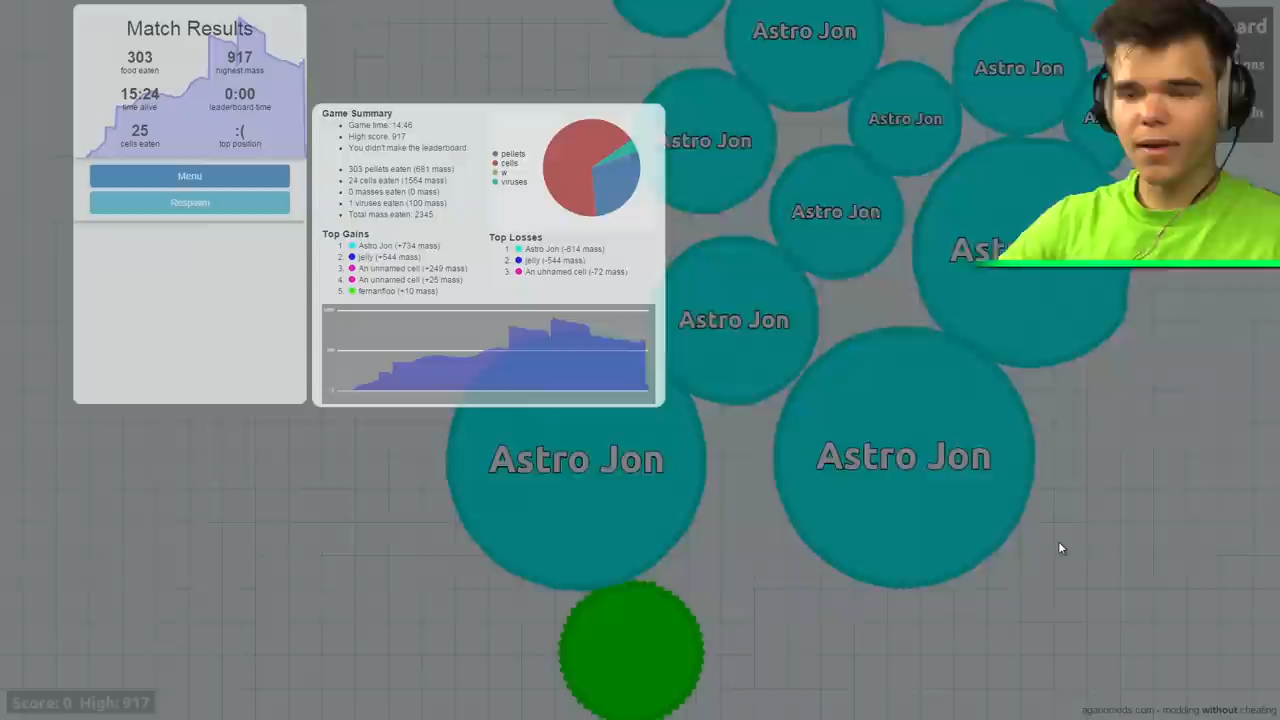 Match Results
303
food eaten
917
highest mass
15:24
time alive
0:00
leaderboard time
25
cells eaten
:(
top position
Menu
Respawn
Game Summary
Game time: 14:46
High score: 917
You didn't make the leaderboard
303 pellets eaten (681 mass)
24 cells eaten (1564 mass)
0 masses eaten (0 mass)
1 viruses eaten (100 mass)
Total mass eaten: 2345
pellets
cells
w
viruses
Top Gains
1. Astro Jon (+734 mass)
2. jelly (+544 mass)
3. An unnamed cell (+249 mass)
4. An unnamed cell (+25 mass)
5. fernanfloo (+10 mass)
Top Losses
1. Astro Jon (-614 mass)
2. jelly (-544 mass)
3. An unnamed cell (-72 mass)
Astro Jon
Astro Jon
Astro Jon
Astro Jon
Astro Jon
Astro Jon
Astro Jon
Astro Jon
Score: 0 High: 917
agariomods.com - modding without cheating